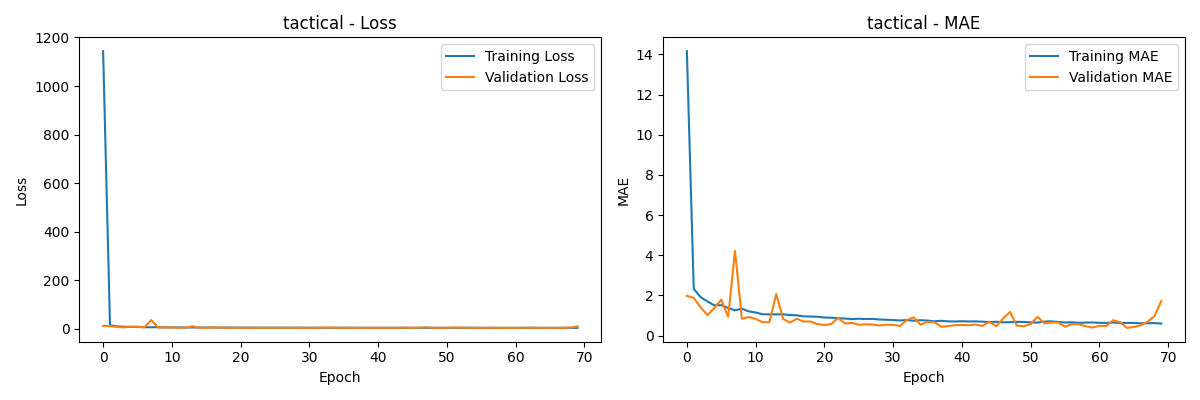 tactical - Loss
1200
1000
800
600
400
200
0
Loss
0 10 20 30 40 50 60 70
Epoch
Training Loss
Validation Loss
tactical - MAE
14
12
10
8
6
4
2
0
MAE
0 10 20 30 40 50 60 70
Epoch
Training MAE
Validation MAE